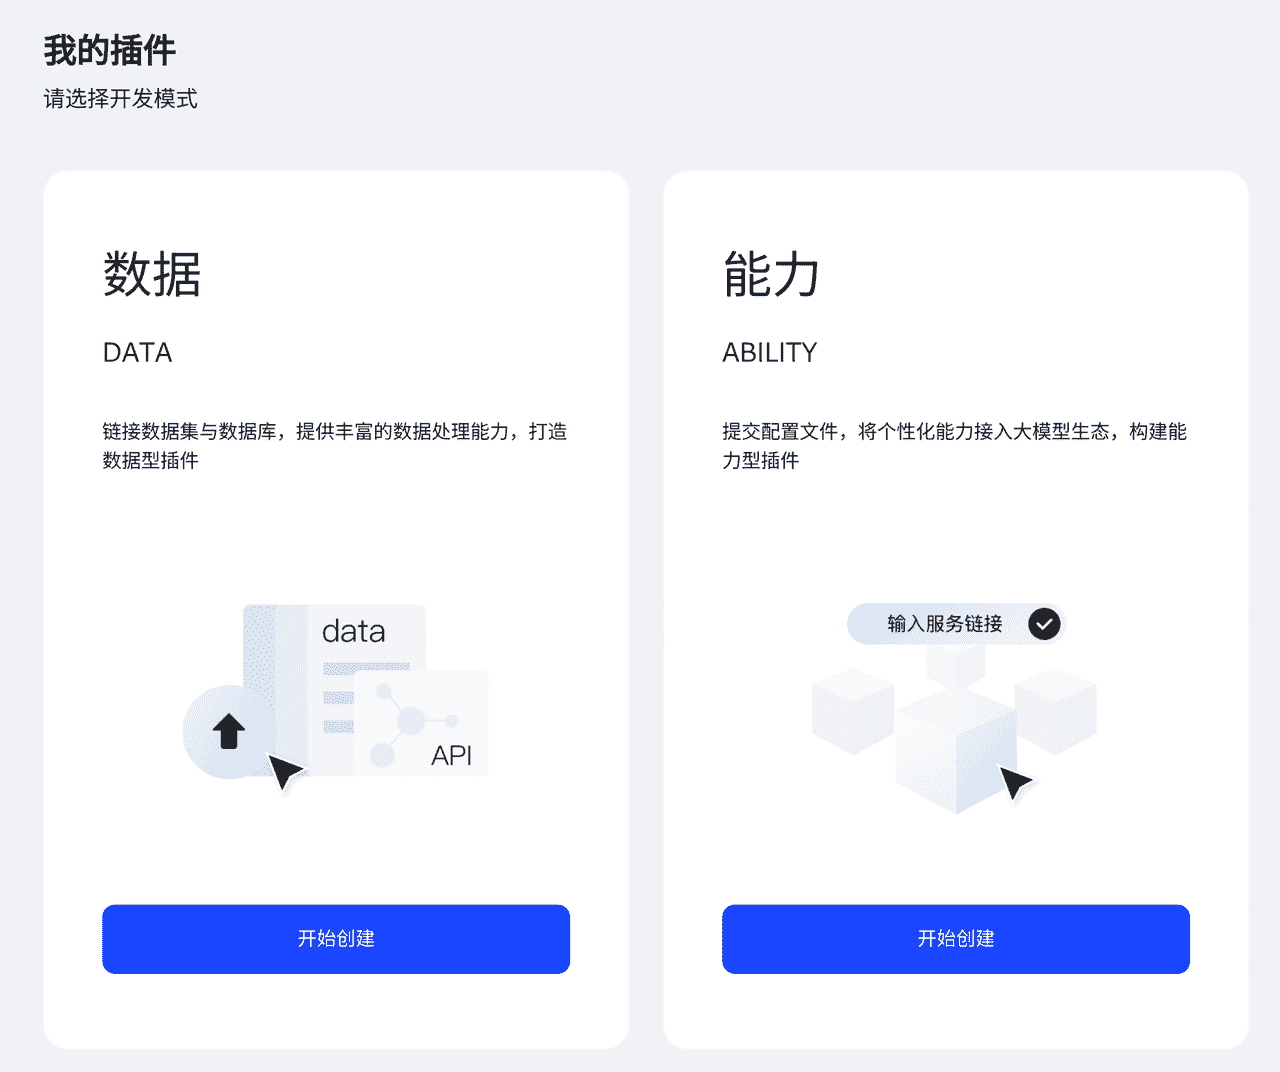 我的插件
请选择开发模式
数据
DATA
链接数据集与数据库，提供丰富的数据处理能力，打造
数据型插件
data
API
开始创建
能力
ABILITY
提交配置文件，将个性化能力接入大模型生态，构建能
力型插件
输入服务链接
开始创建